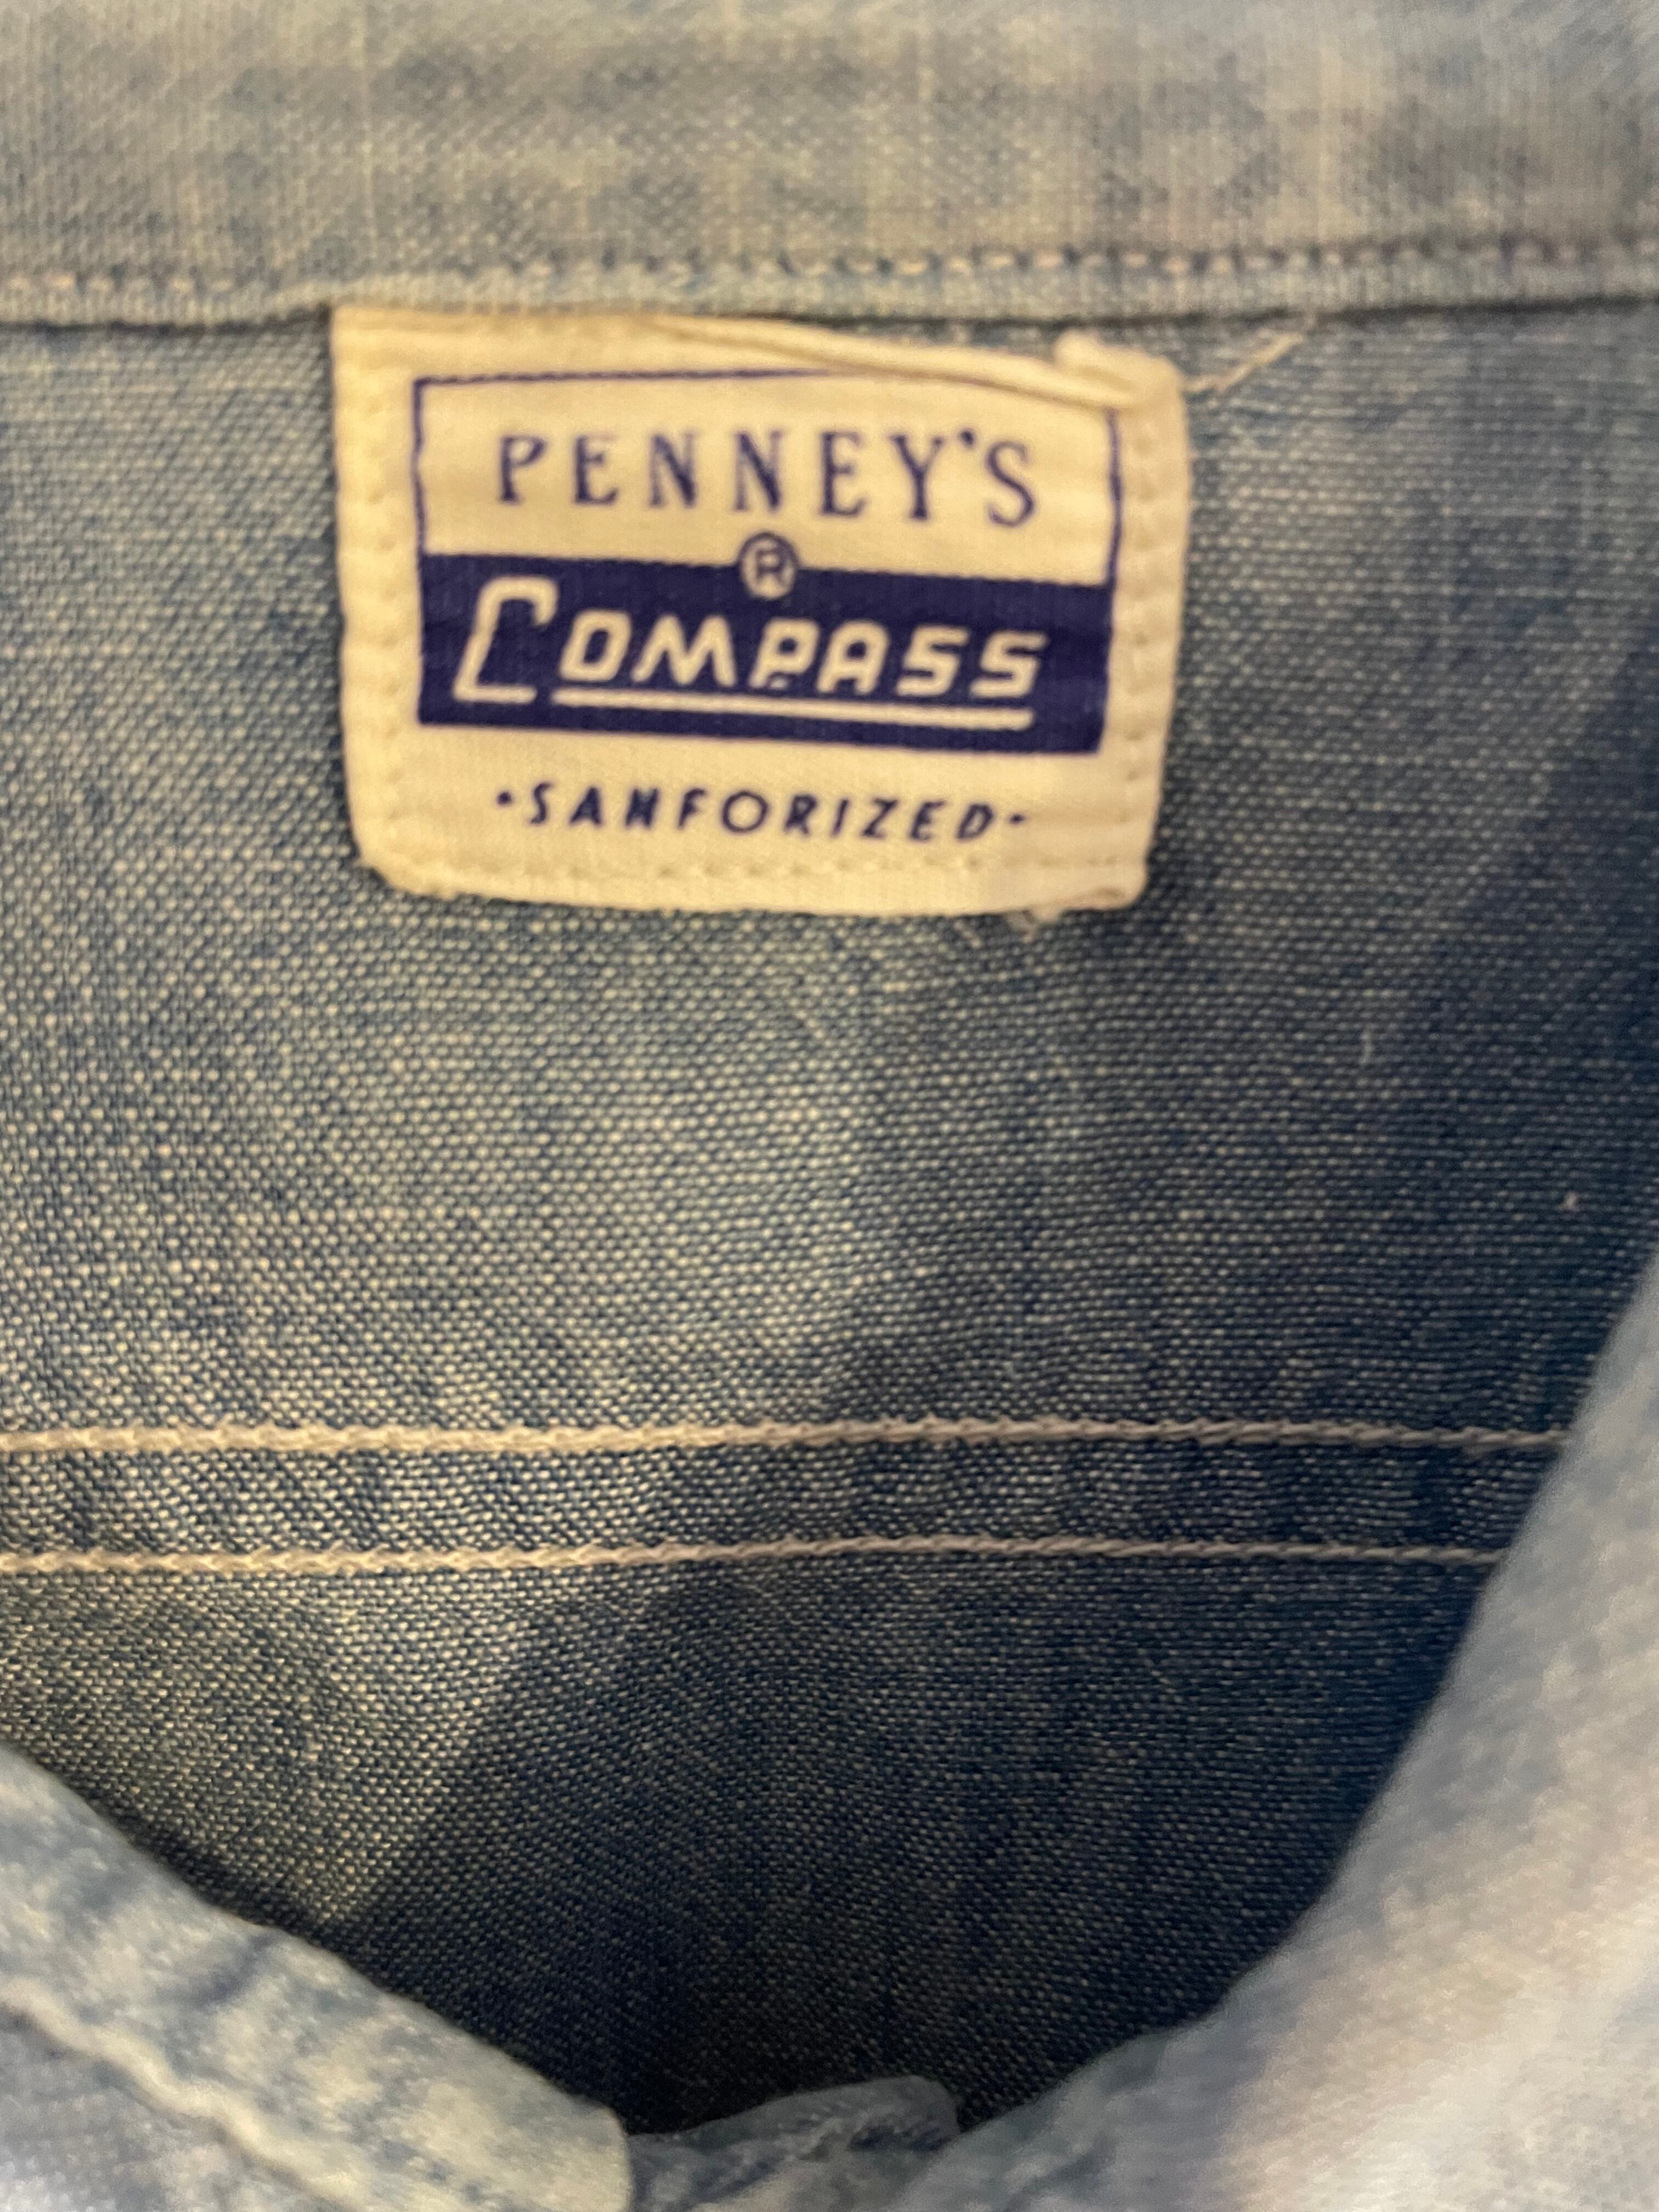 PENNEY'S
®
COMPASS
·SANFORIZED·